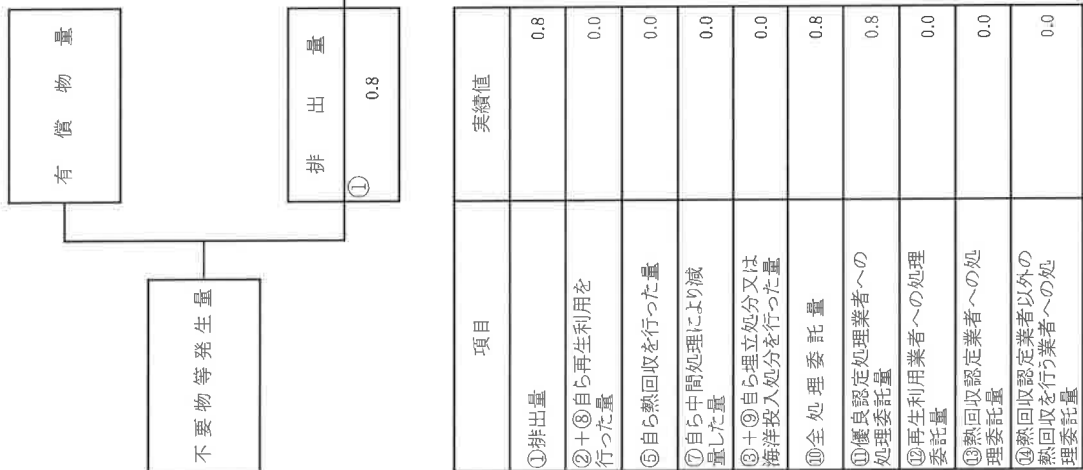 有償物量
不要物等発生量
排出量
①
0.8
項目 実績値
①排出量 0.8
②+⑧自ら再生利用を
行った量 0.0
⑤自ら熱回収を行った量 0.0
⑦自ら中間処理により減
量した量 0.0
③+⑨自ら埋立処分又は
海洋投入処分を行った量 0.0
⑩全処理委託量 0.8
⑪優良認定処理業者への
処理委託量 0.8
⑫再生利用業者への処理
委託量 0.0
⑬熱回収認定業者への処
理委託量 0.0
⑭熱回収認定業者以外の
熱回収を行う業者への処
理委託量 0.0